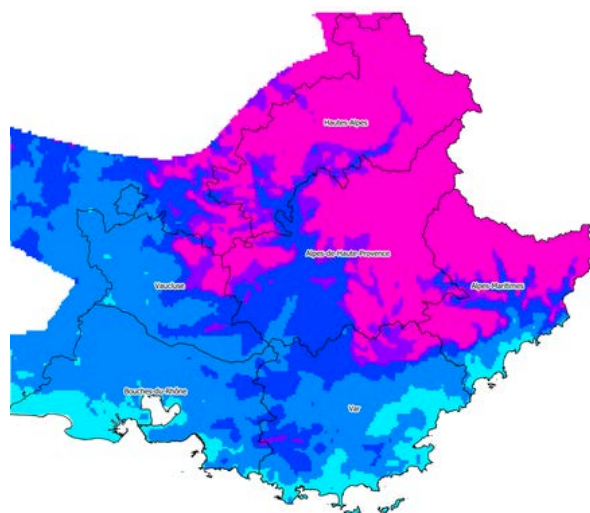 Hautes-Alpes
Alpes de Haute-Provence
Vaucluse
Alpes Maritimes
Bouches-du-Rhône
Var